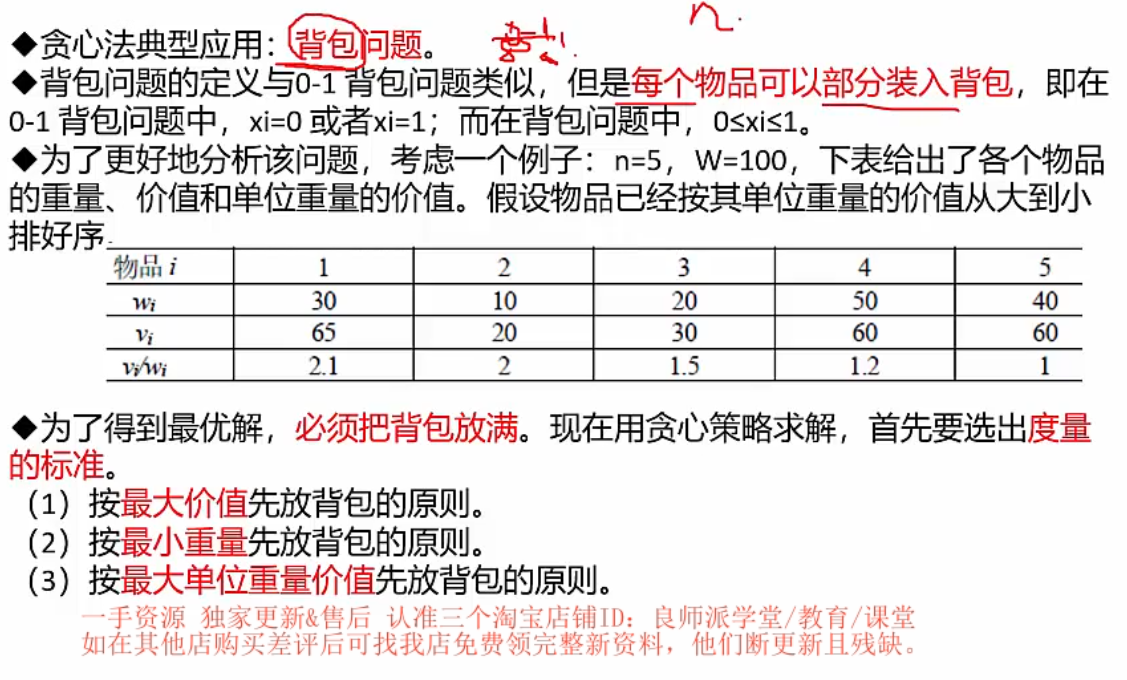 n.
◆贪心法典型应用：背包问题。
◆背包问题的定义与0-1背包问题类似，但是每个物品可以部分装入背包，即在
0-1背包问题中，xi=0或者xi=1；而在背包问题中，0≤xi≤1。
◆为了更好地分析该问题，考虑一个例子：n=5，W=100，下表给出了各个物品
的重量、价值和单位重量的价值。假设物品已经按其单位重量的价值从大到小
排好序.
物品 i 1 2 3 4 5
wi 30 10 20 50 40
vi 65 20 30 60 60
vi/wi 2.1 2 1.5 1.2 1
◆为了得到最优解，必须把背包放满。现在用贪心策略求解，首先要选出度量
的标准。
（1）按最大价值先放背包的原则。
（2）按最小重量先放背包的原则。
（3）按最大单位重量价值先放背包的原则。
一手资源 独家更新&售后 认准三个淘宝店铺ID：良师派学堂/教育/课堂
如在其他店购买差评后可找我店免费领完整新资料，他们断更新且残缺。